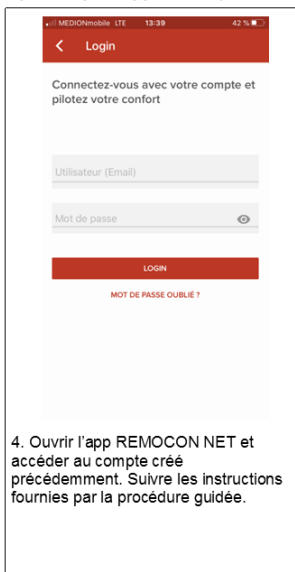 MEDIONmobile LTE 13:39 42 %
Login
Connectez-vous avec votre compte et
pilotez votre confort
Utilisateur (Email)
Mot de passe
LOGIN
MOT DE PASSE OUBLIÉ ?
4. Ouvrir l'app REMOCON NET et
accéder au compte créé
précédemment. Suivre les instructions
fournies par la procédure guidée.